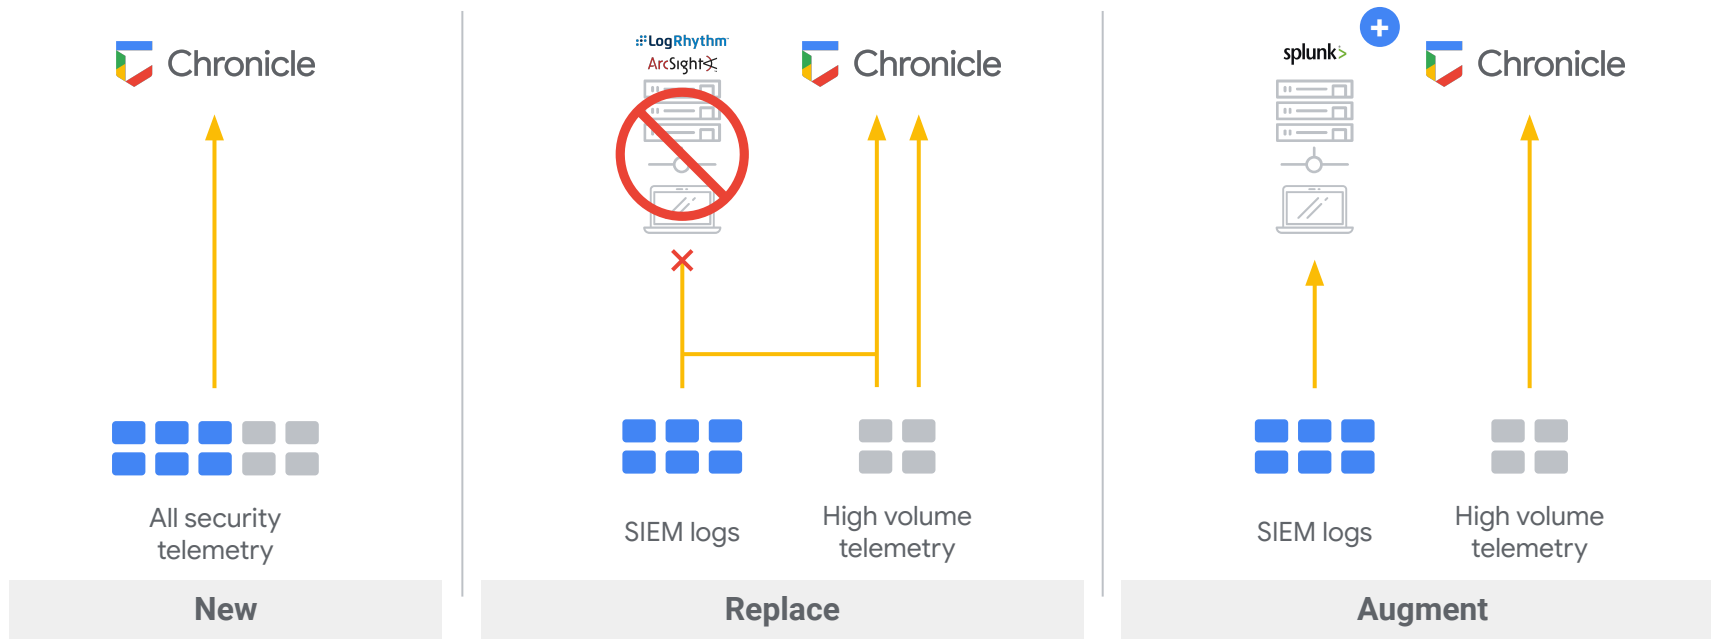 Chronicle
All security
telemetry
New
LogRhythm
ArcSight
Chronicle
SIEM logs
High volume
telemetry
Replace
splunk>
+
Chronicle
SIEM logs
High volume
telemetry
Augment